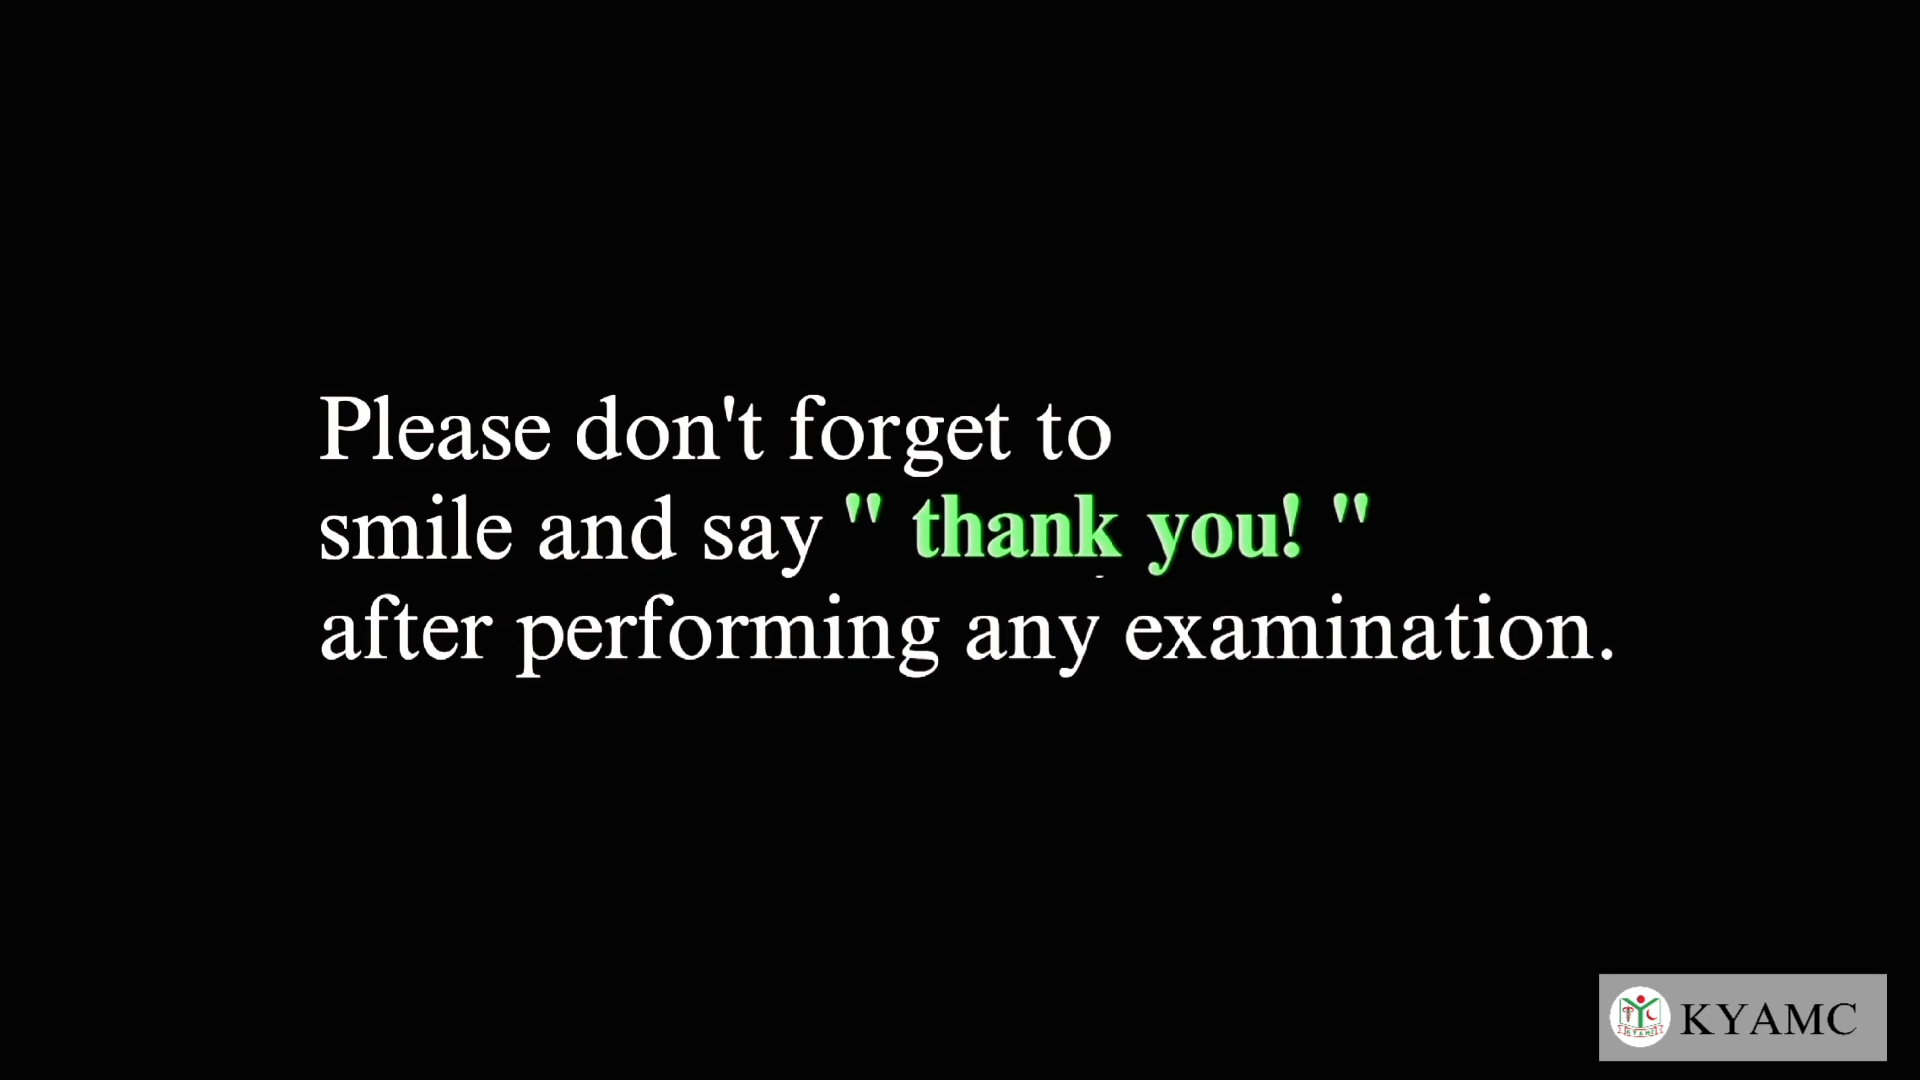 Please don't forget to
smile and say " thank you! "
after performing any examination.
KYAMC